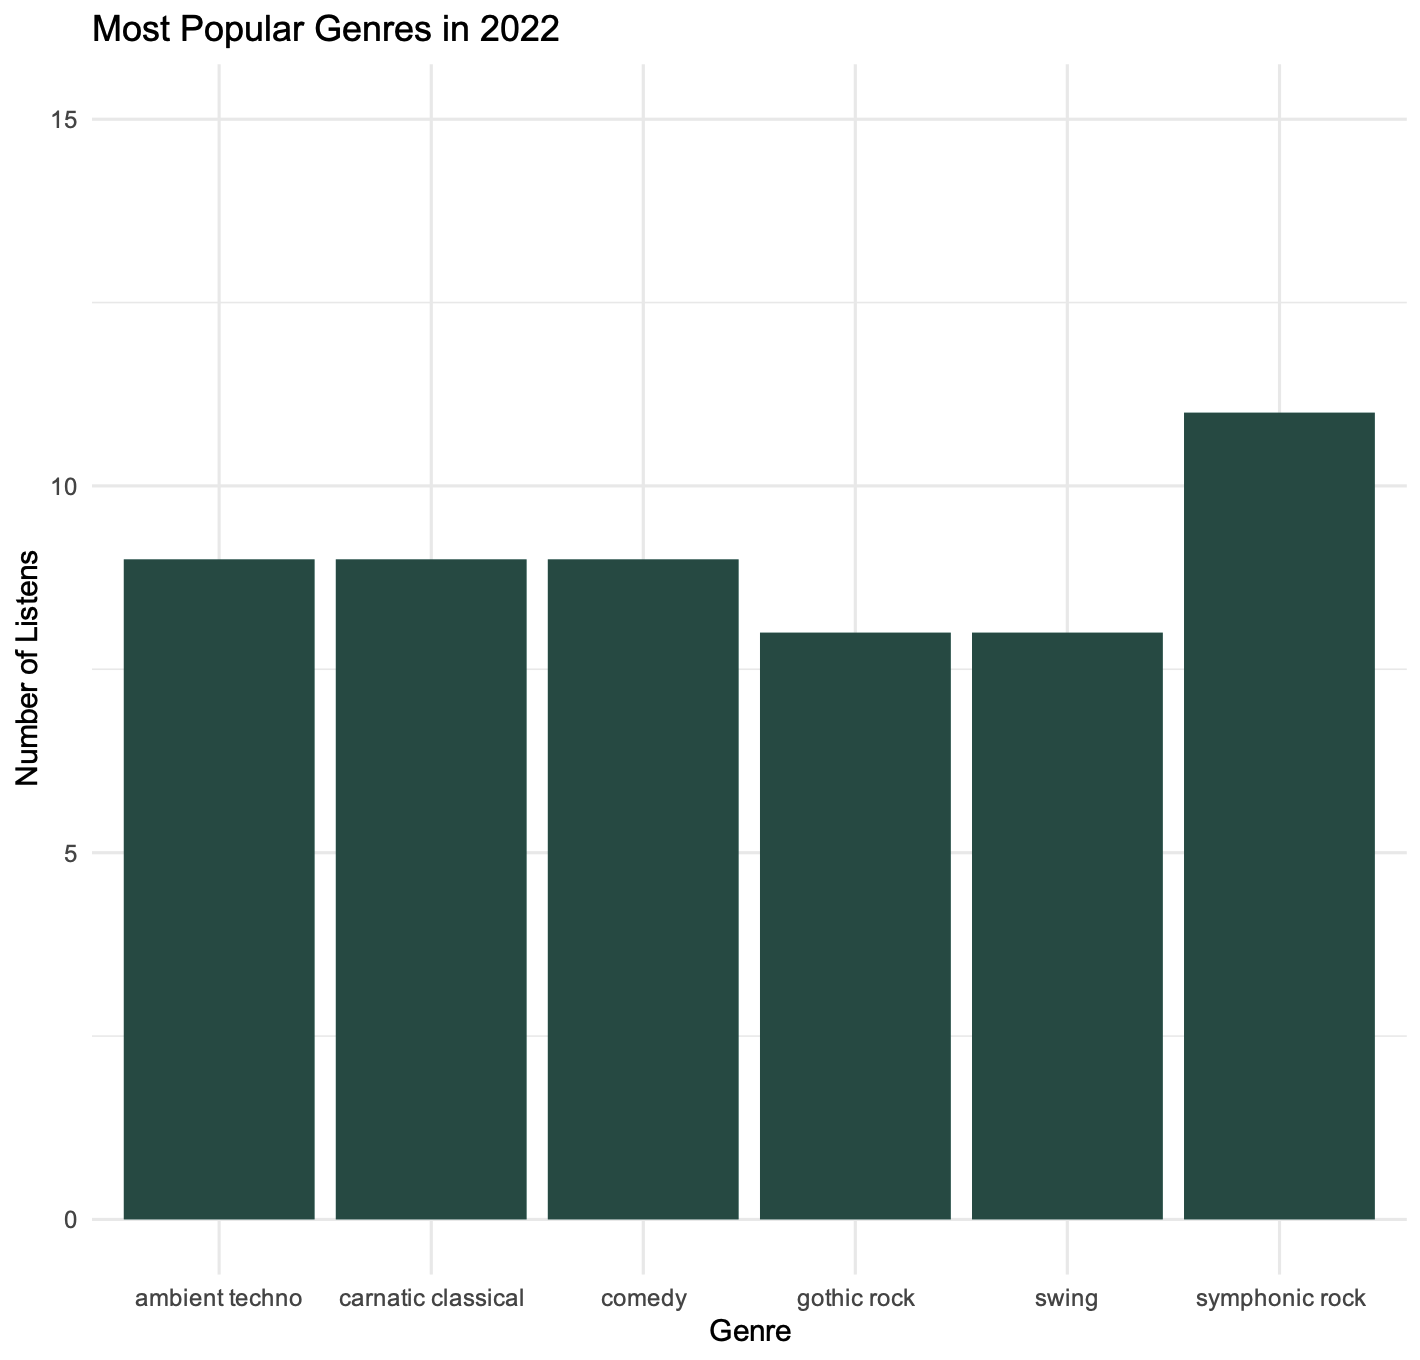 Most Popular Genres in 2022
15
10
5
0
Number of Listens
ambient techno carnatic classical comedy gothic rock swing symphonic rock
Genre